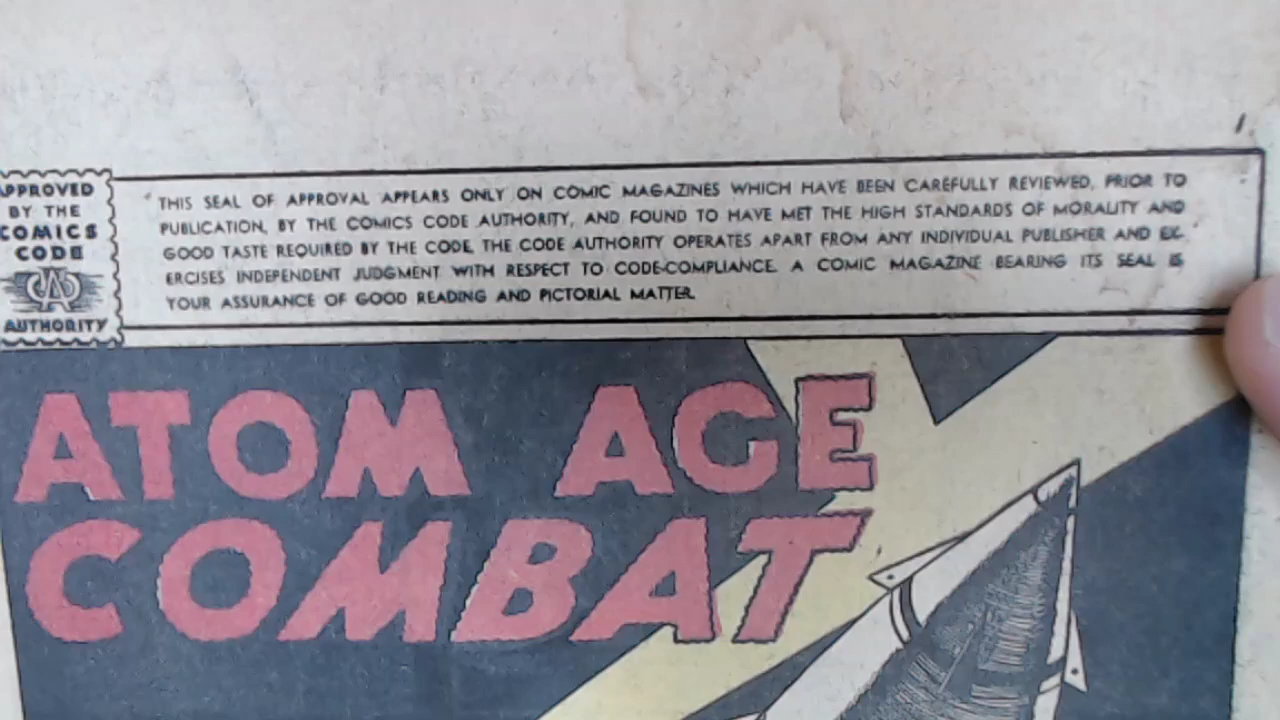 APPROVED
BY THE
COMICS
CODE
CA
AUTHORITY
THIS SEAL OF APPROVAL APPEARS ONLY ON COMIC MAGAZINES WHICH HAVE BEEN CAREFULLY REVIEWED, PRIOR TO
PUBLICATION, BY THE COMICS CODE AUTHORITY, AND FOUND TO HAVE MET THE HIGH STANDARDS OF MORALITY AND
GOOD TASTE REQUIRED BY THE CODE. THE CODE AUTHORITY OPERATES APART FROM ANY INDIVIDUAL PUBLISHER AND EX-
ERCISES INDEPENDENT JUDGMENT WITH RESPECT TO CODE-COMPLIANCE. A COMIC MAGAZINE BEARING ITS SEAL IS
YOUR ASSURANCE OF GOOD READING AND PICTORIAL MATTER.
ATOM AGE
COMBAT